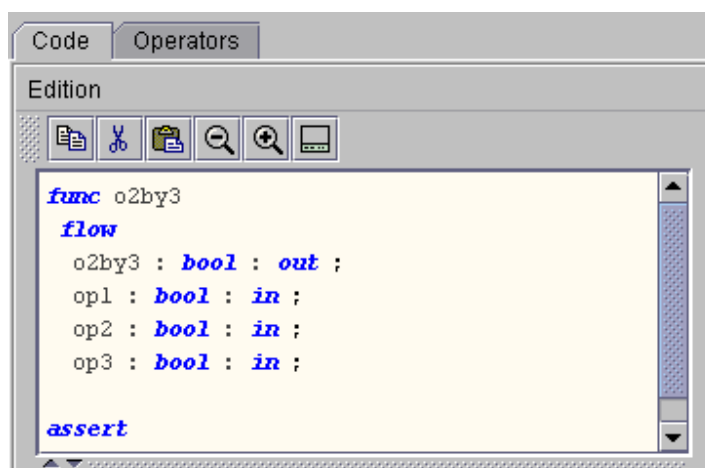 Code Operators
Edition
func o2by3
flow
o2by3 : bool : out ;
op1 : bool : in ;
op2 : bool : in ;
op3 : bool : in ;
assert